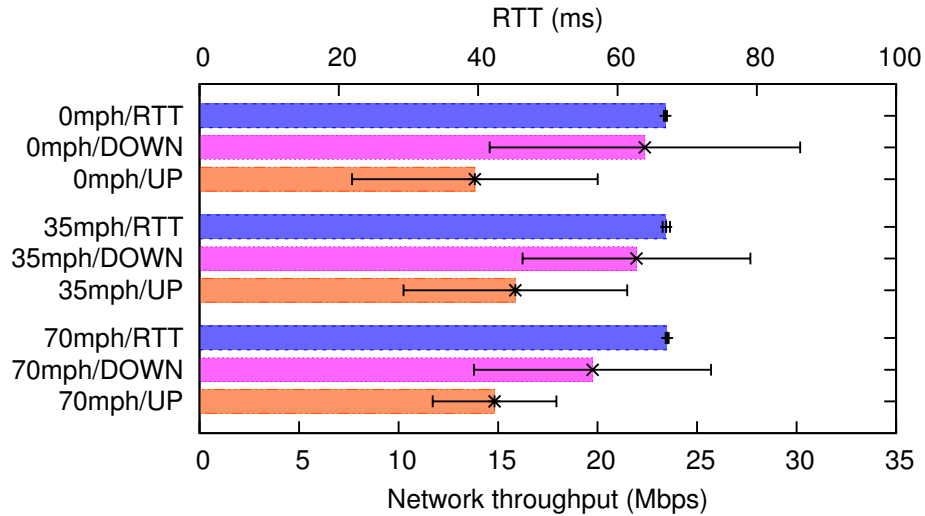 RTT (ms)
0 20 40 60 80 100
0mph/RTT
0mph/DOWN
0mph/UP
35mph/RTT
35mph/DOWN
35mph/UP
70mph/RTT
70mph/DOWN
70mph/UP
0 5 10 15 20 25 30 35
Network throughput (Mbps)